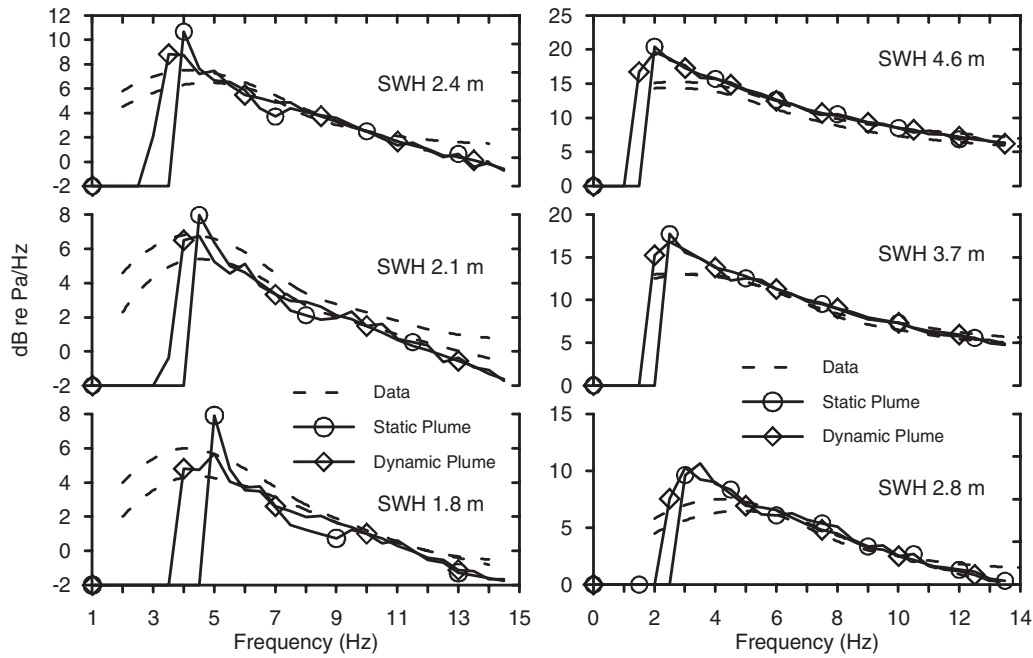 dB re Pa/Hz
12
10
8
6
4
2
0
-2
SWH 2.4 m
8
6
4
2
0
-2
SWH 2.1 m
Data
Static Plume
Dynamic Plume
8
6
4
2
0
-2
SWH 1.8 m
1 3 5 7 9 11 13 15
Frequency (Hz)
25
20
15
10
5
0
SWH 4.6 m
20
15
10
5
0
SWH 3.7 m
Data
Static Plume
Dynamic Plume
15
10
5
0
SWH 2.8 m
0 2 4 6 8 10 12 14
Frequency (Hz)